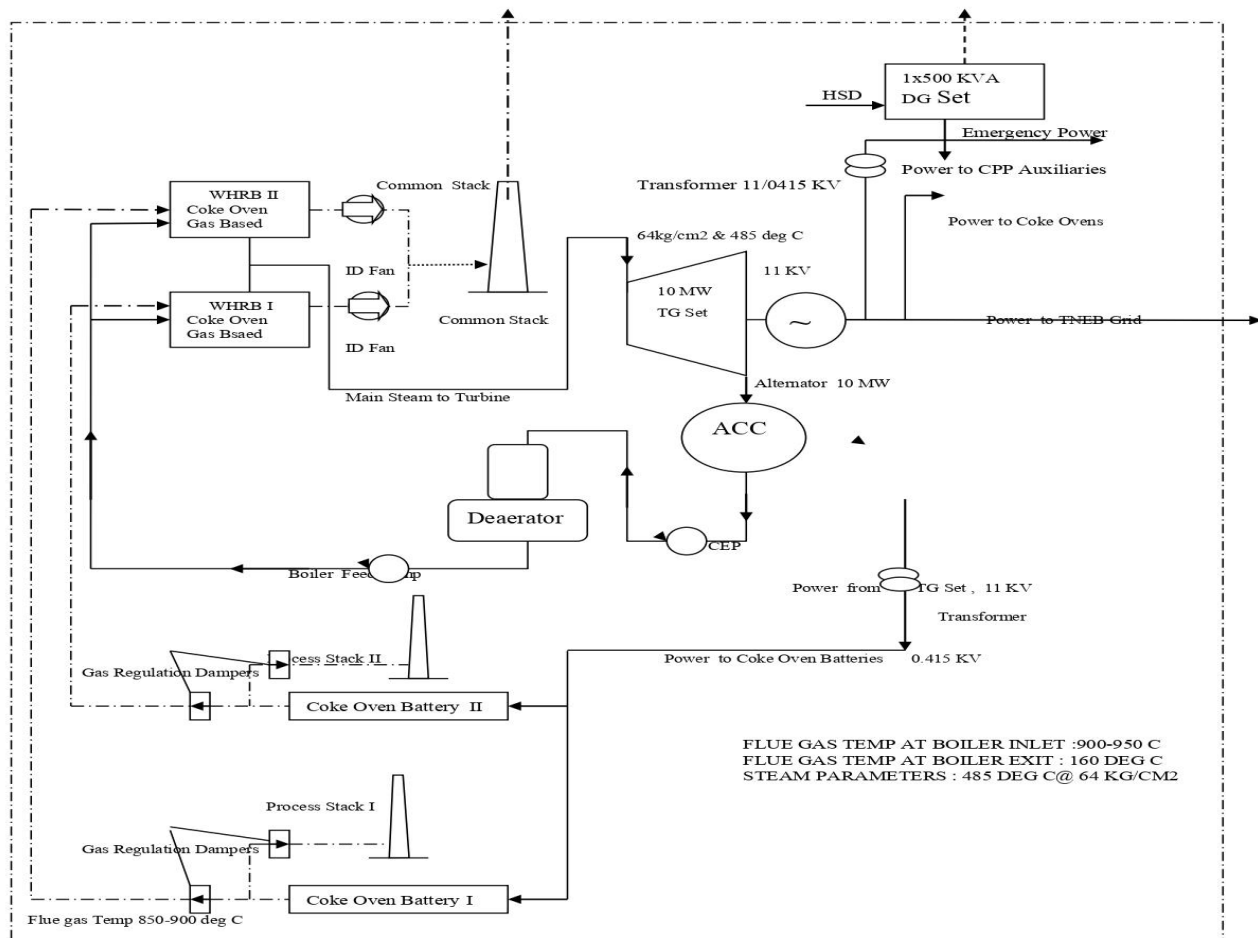 1x500 KVA
DG Set
HSD
Emergency Power
Common Stack
Transformer 11/0415 KV
Power to CPP Auxiliaries
WHRB II
Coke Oven
Gas Based
Power to Coke Ovens
64kg/cm2 & 485 deg C
ID Fan
11 KV
WHRB I
Coke Oven
Gas Bsaed
10 MW
TG Set
~
Common Stack
Power to TNEB Grid
ID Fan
Alternator 10 MW
Main Steam to Turbine
ACC
Deaerator
CEP
Boiler Feed
Power from TG Set , 11 KV
Transformer
Process Stack II
Power to Coke Oven Batteries 0.415 KV
Gas Regulation Dampers
Coke Oven Battery II
FLUE GAS TEMP AT BOILER INLET :900-950 C
FLUE GAS TEMP AT BOILER EXIT : 160 DEG C
STEAM PARAMETERS : 485 DEG C@ 64 KG/CM2
Process Stack I
Gas Regulation Dampers
Coke Oven Battery I
Flue gas Temp 850-900 deg C